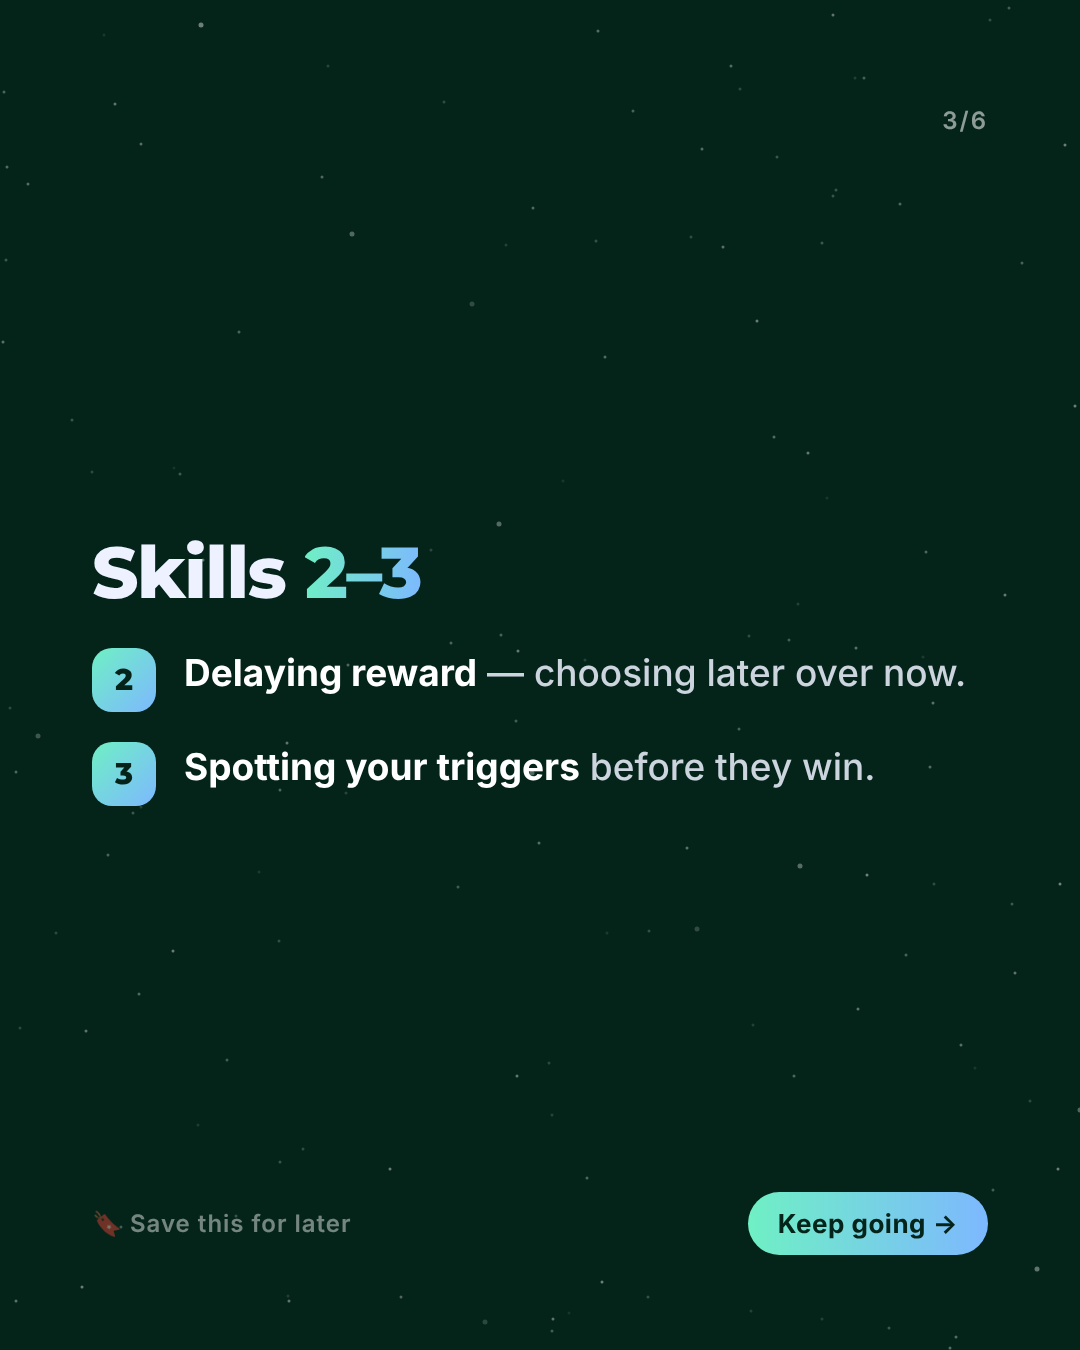 3/6
Skills 2–3
2 Delaying reward — choosing later over now.
3 Spotting your triggers before they win.
🔖 Save this for later
Keep going →